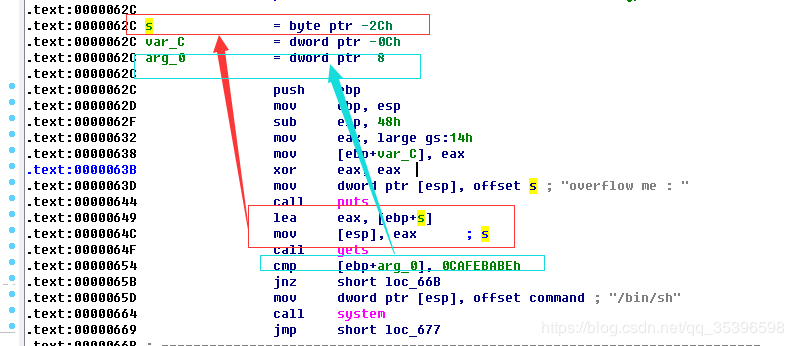 .text:0000062C
.text:0000062C s = byte ptr -2Ch
.text:0000062C var_C = dword ptr -0Ch
.text:0000062C arg_0 = dword ptr 8
.text:0000062C
.text:0000062C push ebp
.text:0000062D mov ebp, esp
.text:0000062F sub esp, 48h
.text:00000632 mov eax, large gs:14h
.text:00000638 mov [ebp+var_C], eax
.text:0000063B xor eax, eax
.text:0000063D mov dword ptr [esp], offset s ; "overflow me : "
.text:00000644 call puts
.text:00000649 lea eax, [ebp+s]
.text:0000064C mov [esp], eax ; s
.text:0000064F call gets
.text:00000654 cmp [ebp+arg_0], 0CAFEBABEh
.text:0000065B jnz short loc_66B
.text:0000065D mov dword ptr [esp], offset command ; "/bin/sh"
.text:00000664 call system
.text:00000669 jmp short loc_677
.text:0000066B ; ---------------------------------------------------------------------------
https://blog.csdn.net/qq_35396598